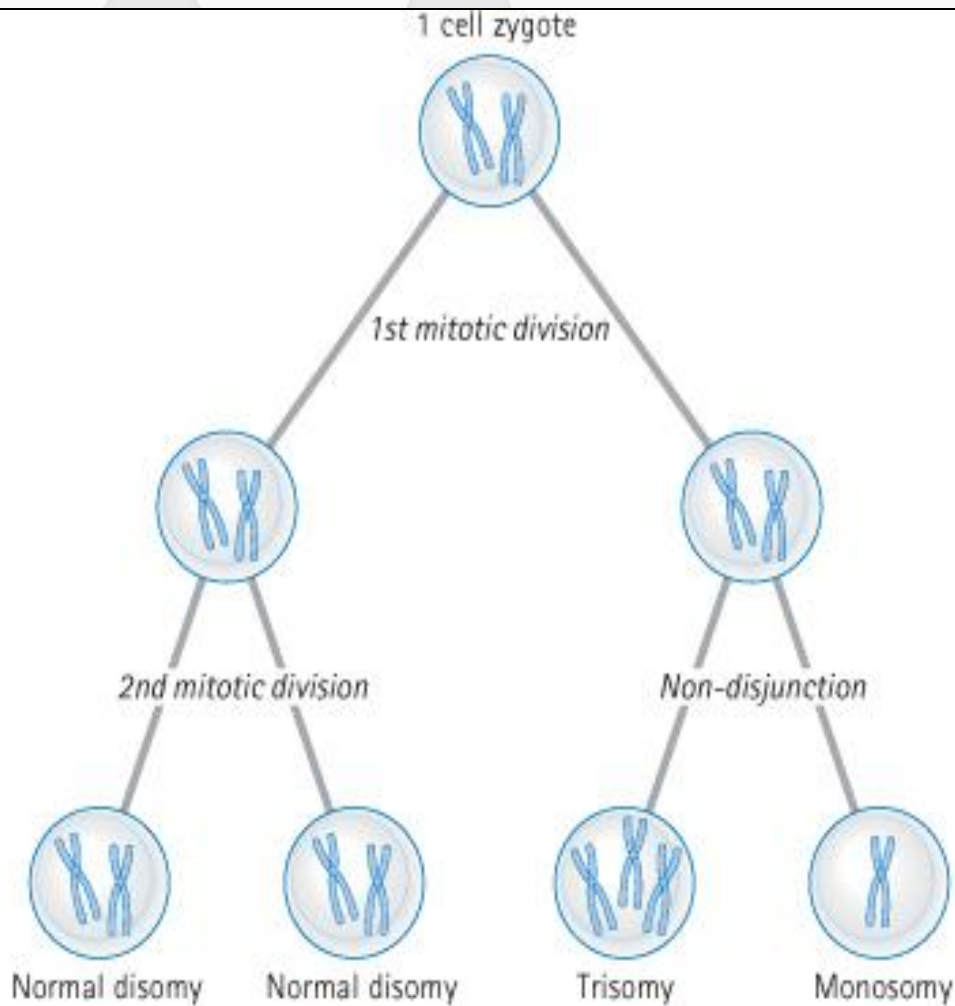 1 cell zygote
1st mitotic division
2nd mitotic division
Non-disjunction
Normal disomy
Normal disomy
Trisomy
Monosomy